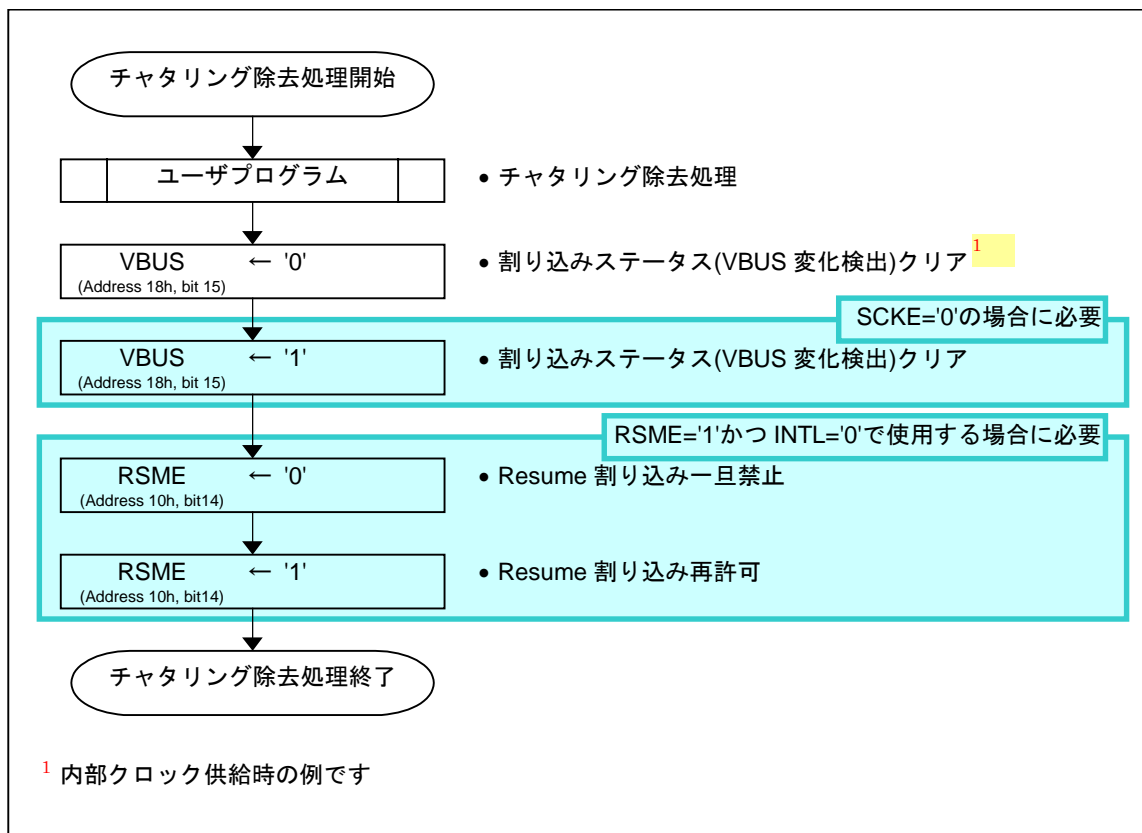 チャタリング除去処理開始
ユーザプログラム
• チャタリング除去処理
VBUS ← '0'
(Address 18h, bit 15)
• 割り込みステータス(VBUS 変化検出)クリア 1
SCKE='0'の場合に必要
VBUS ← '1'
(Address 18h, bit 15)
• 割り込みステータス(VBUS 変化検出)クリア
RSME='1'かつ INTL='0'で使用する場合に必要
RSME ← '0'
(Address 10h, bit14)
• Resume 割り込み一旦禁止
RSME ← '1'
(Address 10h, bit14)
• Resume 割り込み再許可
チャタリング除去処理終了
1 内部クロック供給時の例です